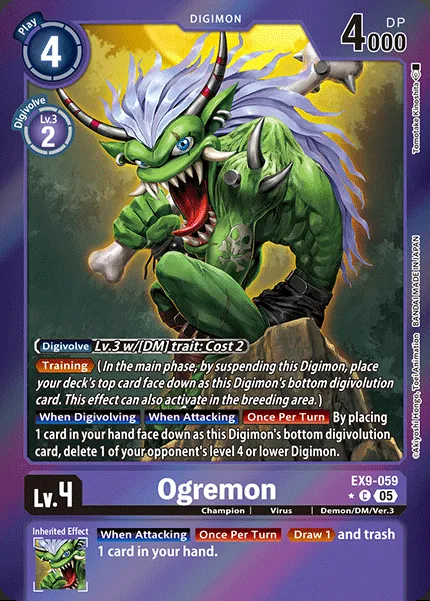 Play
4
DIGIMON
DP
4000
Digivolve
Lv.3
2
Tomotake Kinoshita
©Akiyoshi Hongo, Toei Animation BANDAI MADE IN JAPAN
Digivolve Lv.3 w/[DM] trait: Cost 2
Training (In the main phase, by suspending this Digimon, place
your deck's top card face down as this Digimon's bottom digivolution
card. This effect can also activate in the breeding area.)
When Digivolving When Attacking Once Per Turn By placing
1 card in your hand face down as this Digimon's bottom digivolution
card, delete 1 of your opponent's level 4 or lower Digimon.
Lv.4
Ogremon
EX9-059
C 05
Champion | Virus | Demon/DM/Ver.3
Inherited Effect
When Attacking Once Per Turn Draw 1 and trash
1 card in your hand.